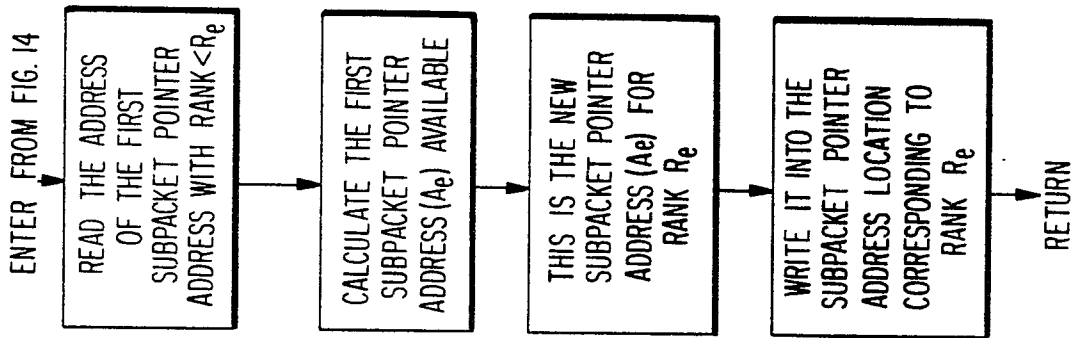 ENTER FROM FIG. 14
READ THE ADDRESS
OF THE FIRST
SUBPACKET POINTER
ADDRESS WITH RANK<Re
CALCULATE THE FIRST
SUBPACKET POINTER
ADDRESS (Ae) AVAILABLE
THIS IS THE NEW
SUBPACKET POINTER
ADDRESS (Ae) FOR
RANK Re
WRITE IT INTO THE
SUBPACKET POINTER
ADDRESS LOCATION
CORRESPONDING TO
RANK Re
RETURN